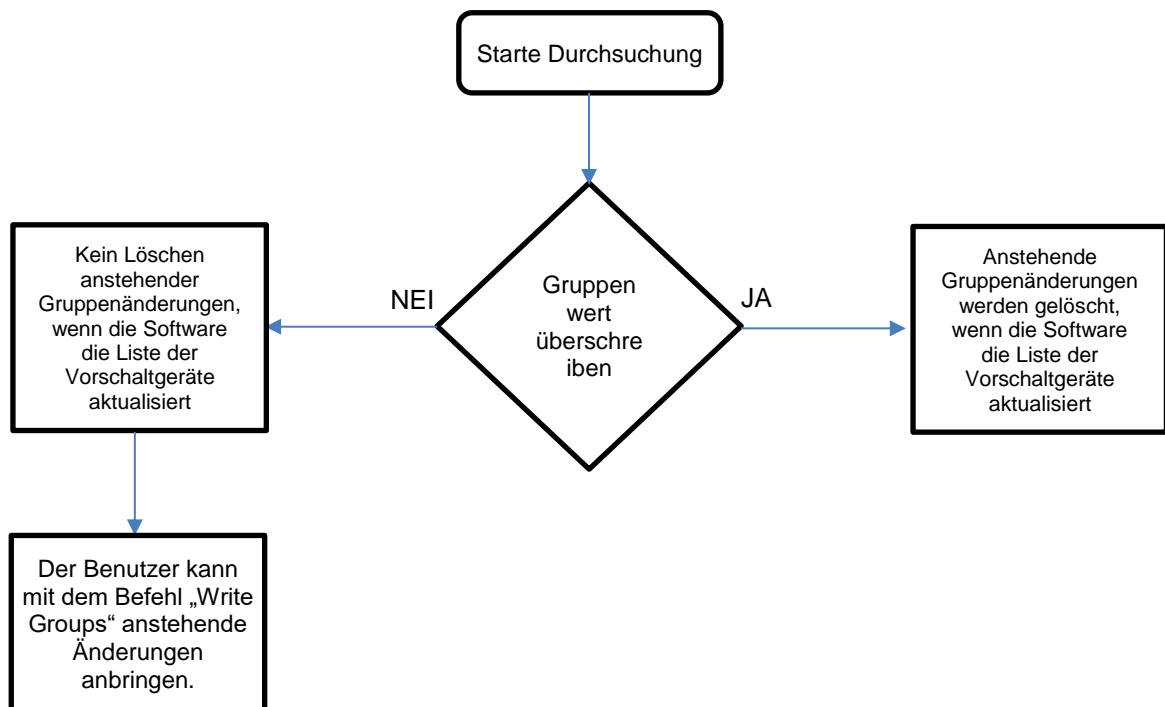 Starte Durchsuchung
Kein Löschen
anstehender
Gruppenänderungen,
wenn die Software
die Liste der
Vorschaltgeräte
aktualisiert
NEI
Gruppen
wert
überschre
iben
JA
Anstehende
Gruppenänderungen
werden gelöscht,
wenn die Software
die Liste der
Vorschaltgeräte
aktualisiert
Der Benutzer kann
mit dem Befehl „Write
Groups“ anstehende
Änderungen
anbringen.